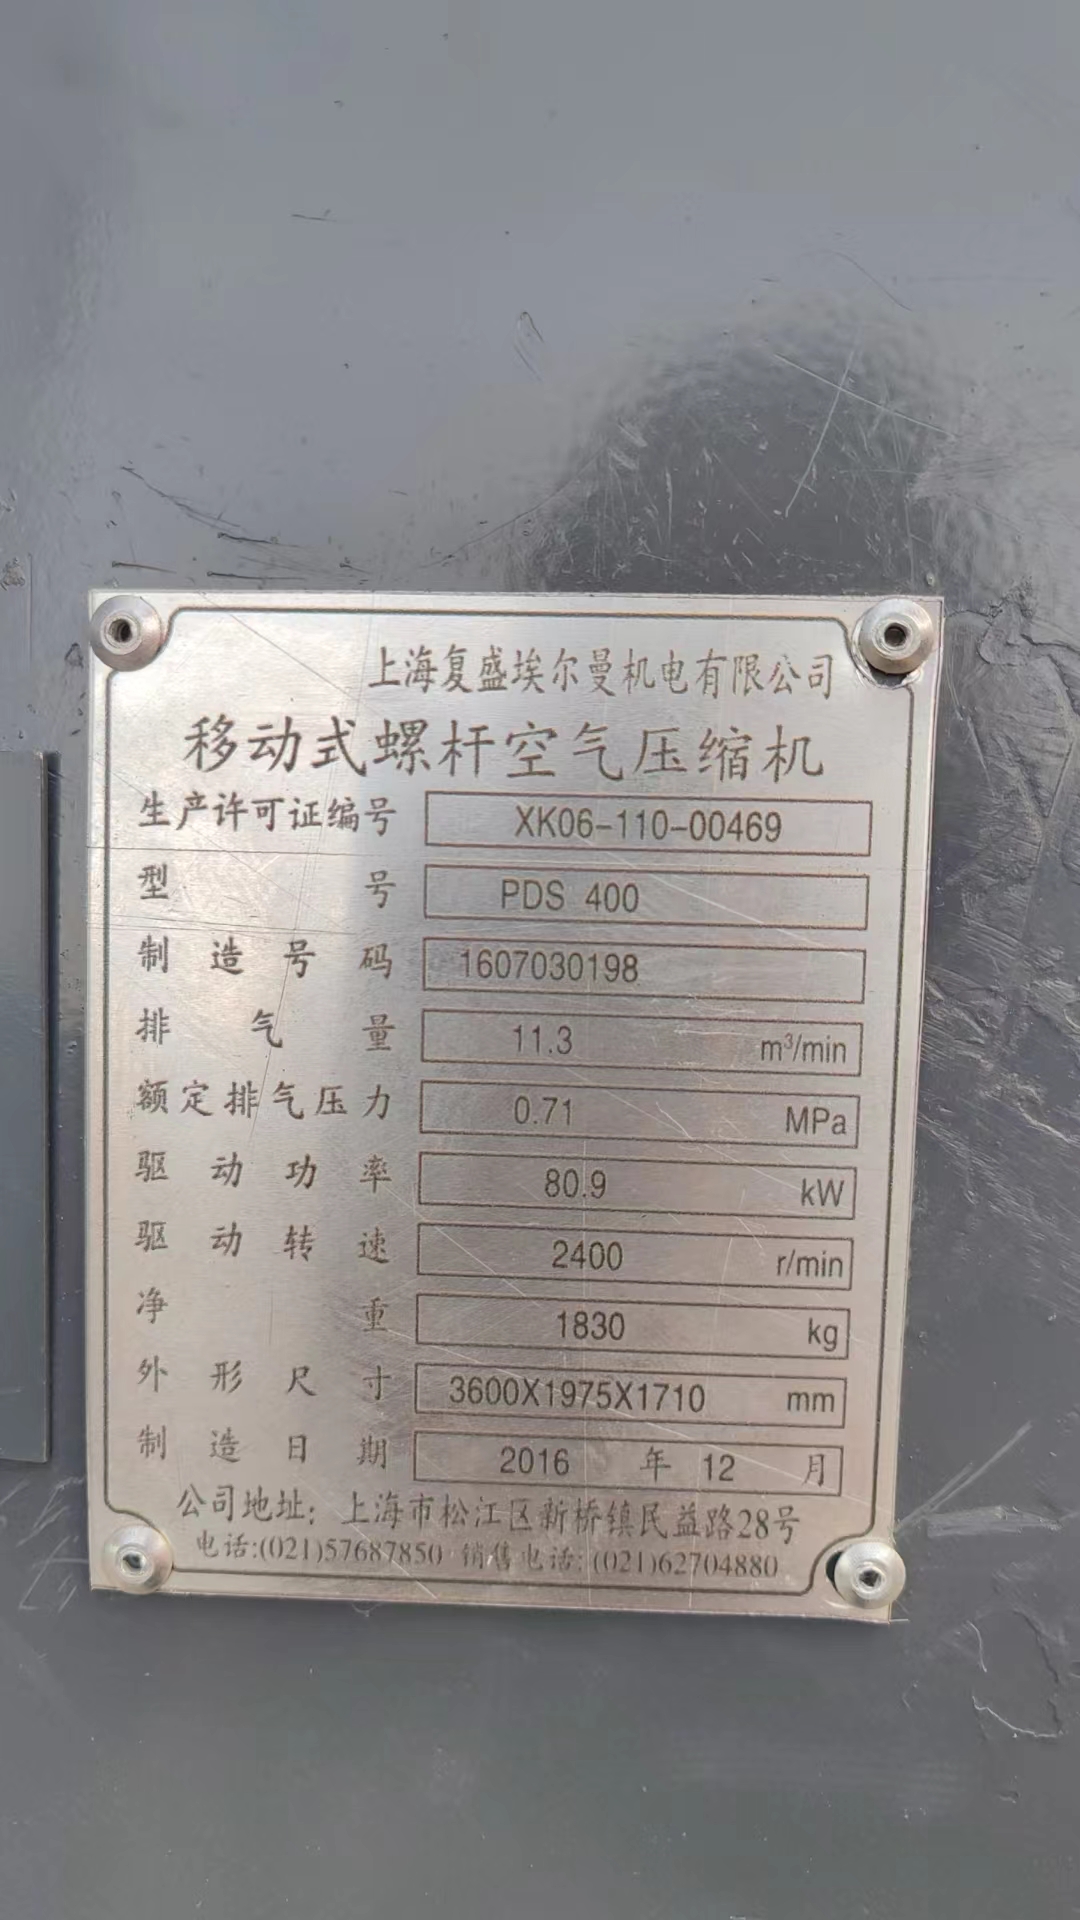 上海复盛埃尔曼机电有限公司
移动式螺杆空气压缩机
生产许可证编号 XK06-110-00469
型号 PDS 400
制造号码 1607030198
排气量 11.3 m³/min
额定排气压力 0.71 MPa
驱动功率 80.9 kW
驱动转速 2400 r/min
净重 1830 kg
外形尺寸 3600X1975X1710 mm
制造日期 2016 年 12 月
公司地址: 上海市松江区新桥镇民益路28号
电话:(021)57687850 销售电话: (021)62704880